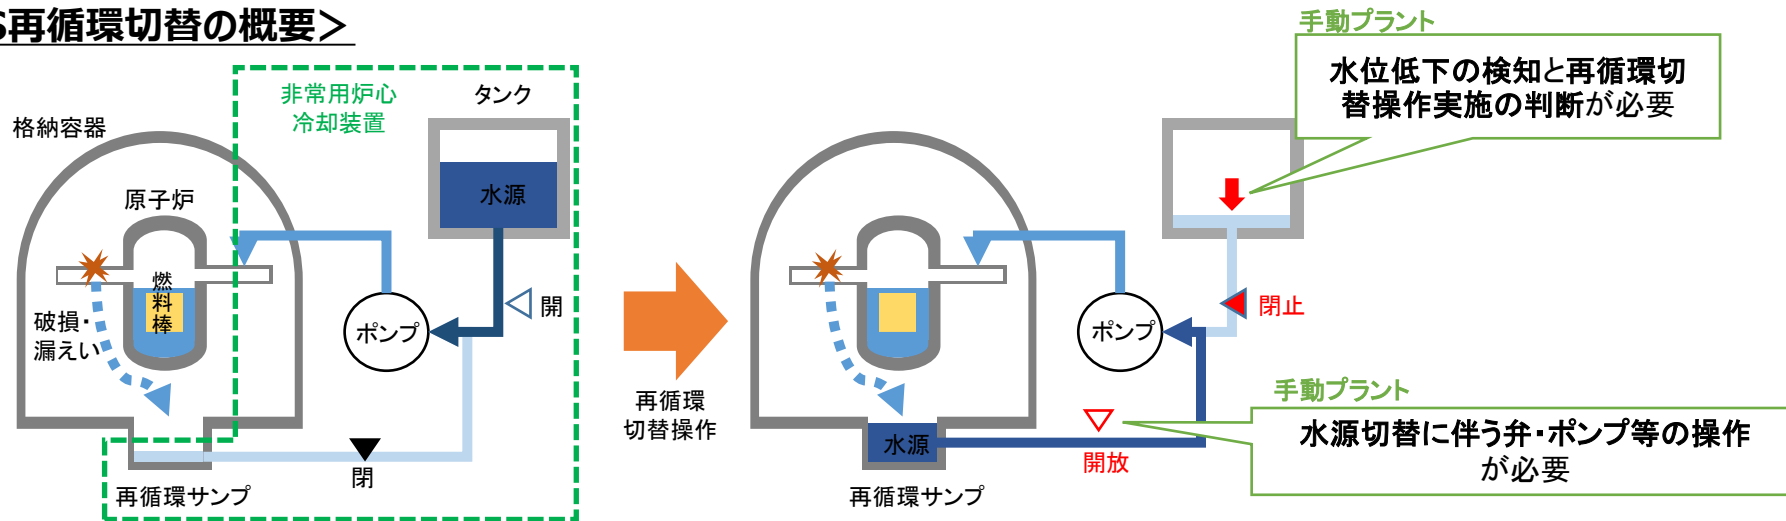 S再循環切替の概要＞
格納容器
原子炉
燃
料
棒
破損・
漏えい
非常用炉心
冷却装置
タンク
水源
開
ポンプ
閉
再循環サンプ
再循環
切替操作
手動プラント
水位低下の検知と再循環切
替操作実施の判断が必要
ポンプ
閉止
手動プラント
水源切替に伴う弁・ポンプ等の操作
が必要
開放
水源
再循環サンプ